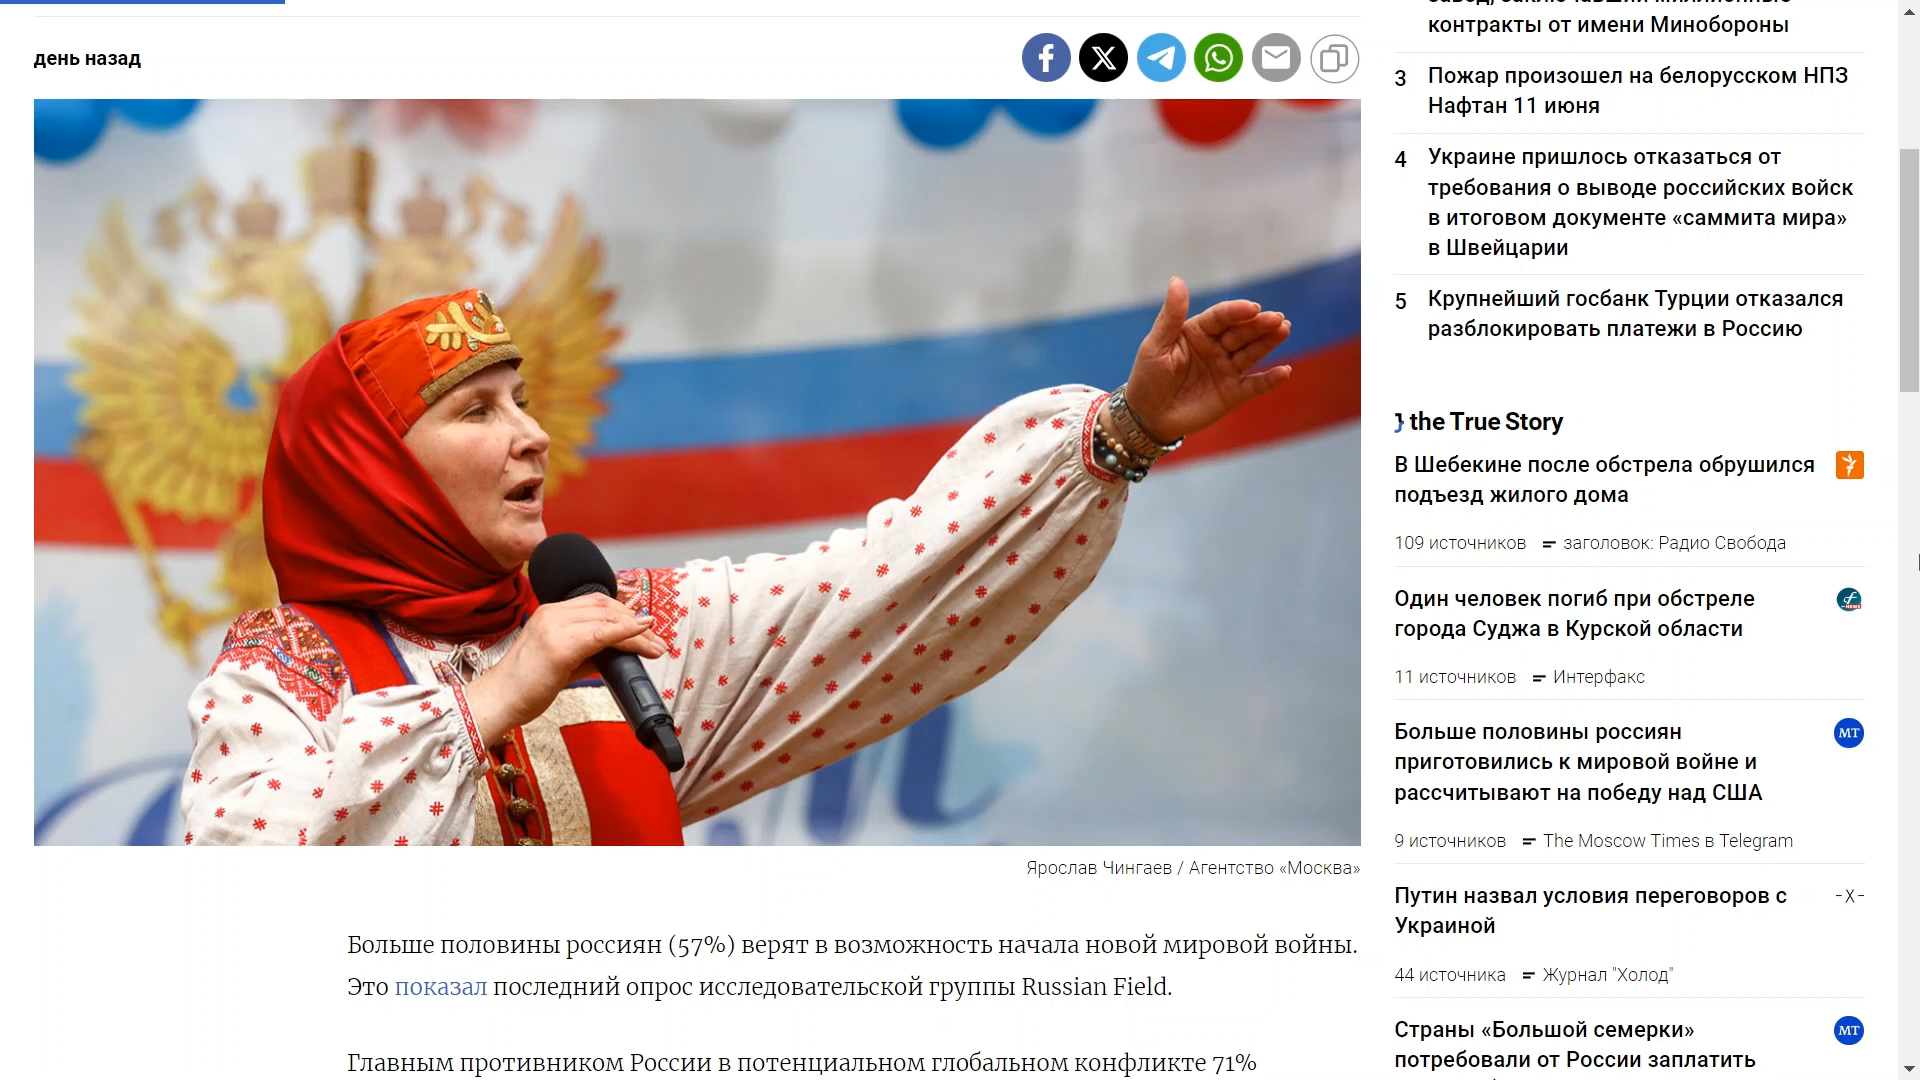 день назад
Ярослав Чингаев / Агентство «Москва»
Больше половины россиян (57%) верят в возможность начала новой мировой войны.
Это показал последний опрос исследовательской группы Russian Field.
Главным противником России в потенциальном глобальном конфликте 71%
завод, заключавший миллионные
контракты от имени Минобороны
3 Пожар произошел на белорусском НПЗ
Нафтан 11 июня
4 Украине пришлось отказаться от
требования о выводе российских войск
в итоговом документе «саммита мира»
в Швейцарии
5 Крупнейший госбанк Турции отказался
разблокировать платежи в Россию
the True Story
В Шебекине после обстрела обрушился
подъезд жилого дома
109 источников заголовок: Радио Свобода
Один человек погиб при обстреле
города Суджа в Курской области
11 источников Интерфакс
Больше половины россиян
приготовились к мировой войне и
рассчитывают на победу над США
МТ
9 источников The Moscow Times в Telegram
Путин назвал условия переговоров с
Украиной
-X-
44 источника Журнал "Холод"
Страны «Большой семерки»
потребовали от России заплатить
МТ